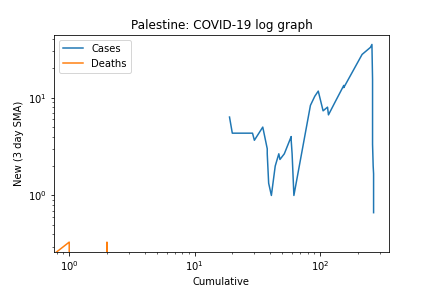 Palestine: COVID-19 log graph
Cases
Deaths
New (3 day SMA)
10¹
10⁰
10⁰ 10¹ 10²
Cumulative